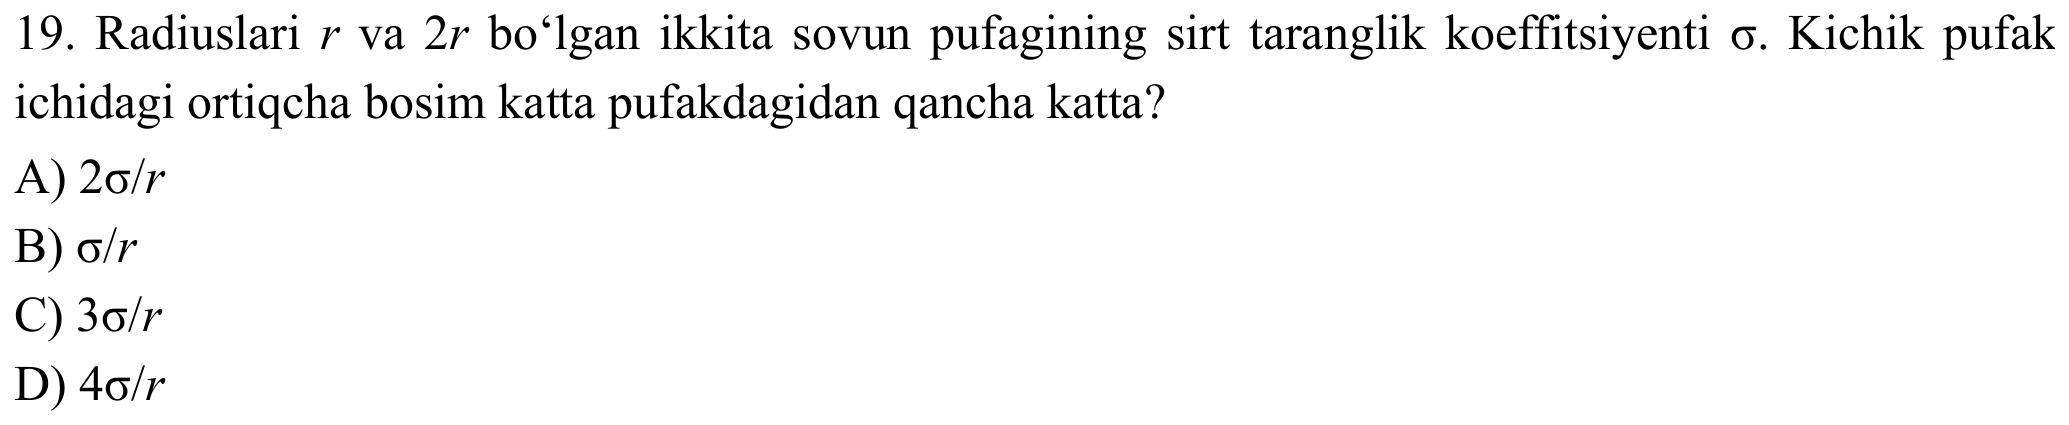 19. Radiuslari r va 2r bo‘lgan ikkita sovun pufagining sirt taranglik koeffitsiyenti σ. Kichik pufak
ichidagi ortiqcha bosim katta pufakdagidan qancha katta?
A) 2σ/r
B) σ/r
C) 3σ/r
D) 4σ/r